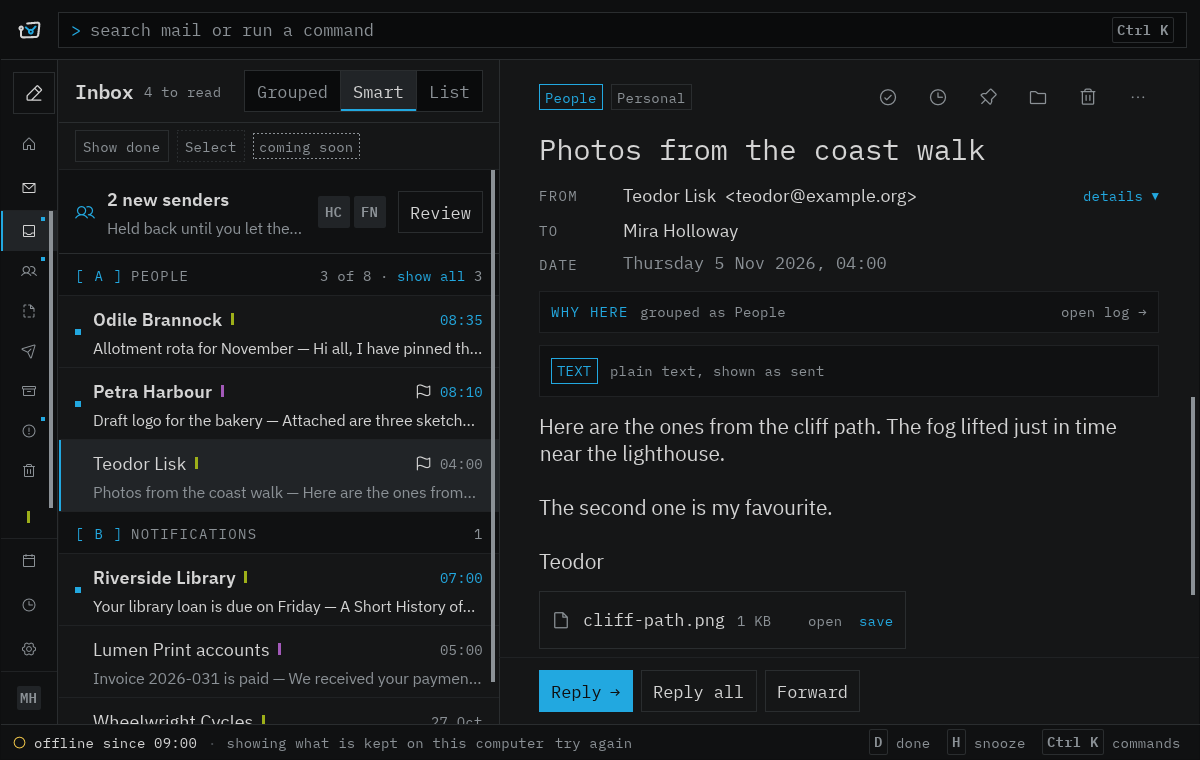 > search mail or run a command Ctrl K
Inbox 4 to read Grouped Smart List
Show done Select coming soon
2 new senders
Held back until you let the… HC FN Review
[ A ] PEOPLE 3 of 8 · show all 3
Odile Brannock 08:35
Allotment rota for November — Hi all, I have pinned th…
Petra Harbour 08:10
Draft logo for the bakery — Attached are three sketch…
Teodor Lisk 04:00
Photos from the coast walk — Here are the ones from…
[ B ] NOTIFICATIONS 1
Riverside Library 07:00
Your library loan is due on Friday — A Short History of…
Lumen Print accounts 05:00
Invoice 2026-031 is paid — We received your paymen…
Wheelwright Cycles 27 Oct
MH
People Personal
Photos from the coast walk
FROM Teodor Lisk <teodor@example.org> details ▾
TO Mira Holloway
DATE Thursday 5 Nov 2026, 04:00
WHY HERE grouped as People open log →
TEXT plain text, shown as sent
Here are the ones from the cliff path. The fog lifted just in time
near the lighthouse.
The second one is my favourite.
Teodor
cliff-path.png 1 KB open save
Reply → Reply all Forward
offline since 09:00 · showing what is kept on this computer try again D done H snooze Ctrl K commands